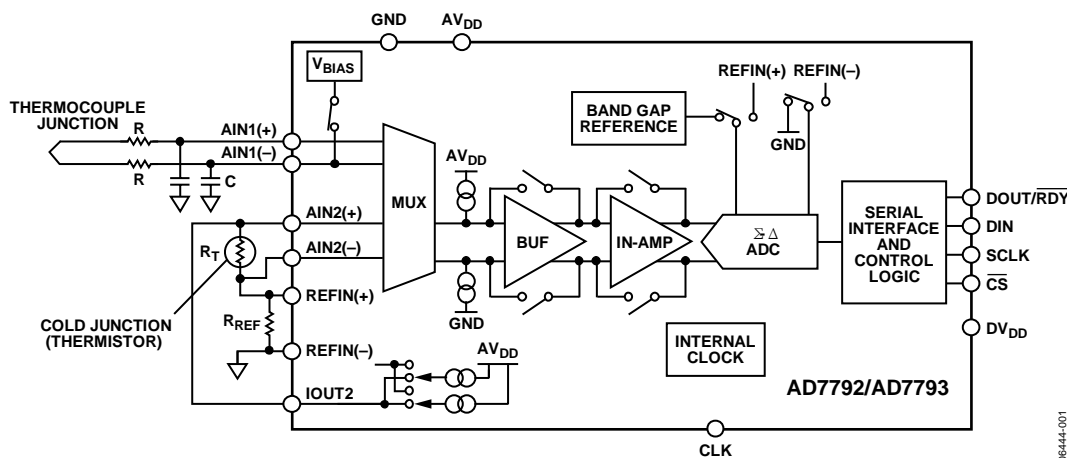 GND
AVDD
VBIAS
THERMOCOUPLE
JUNCTION
R
R
C
AIN1(+)
AIN1(–)
AIN2(+)
AIN2(–)
RT
REFIN(+)
RREF
COLD JUNCTION
(THERMISTOR)
REFIN(–)
IOUT2
MUX
AVDD
GND
AVDD
BUF
IN-AMP
BAND GAP
REFERENCE
REFIN(+)
REFIN(–)
GND
Σ-Δ
ADC
INTERNAL
CLOCK
SERIAL
INTERFACE
AND
CONTROL
LOGIC
DOUT/RDY
DIN
SCLK
CS
DVDD
AD7792/AD7793
CLK
06444-001